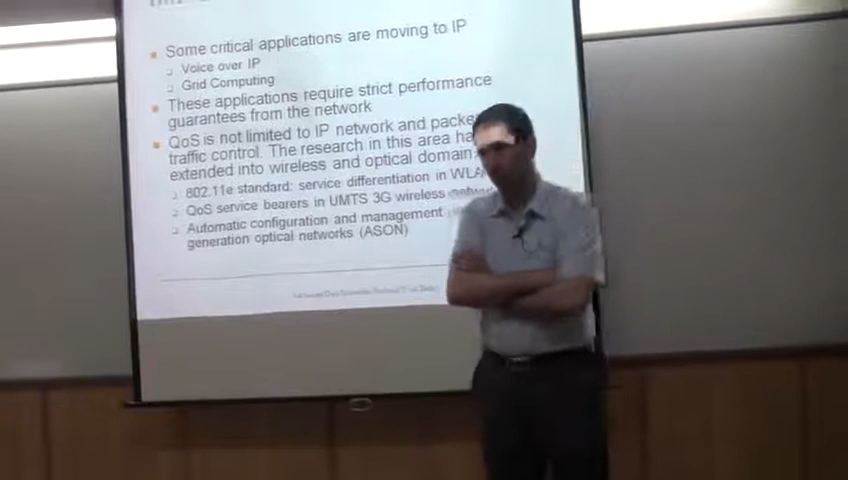 Some critical applications are moving to IP
Voice over IP
Grid Computing
These applications require strict performance
guarantees from the network
QoS is not limited to IP network and
traffic control. The research in this area
extended into wireless and optical domain
802.11e standard: service differentiation in
QoS service bearers in UMTS 3G wireless
Automatic configuration and management
generation optical networks (ASON)